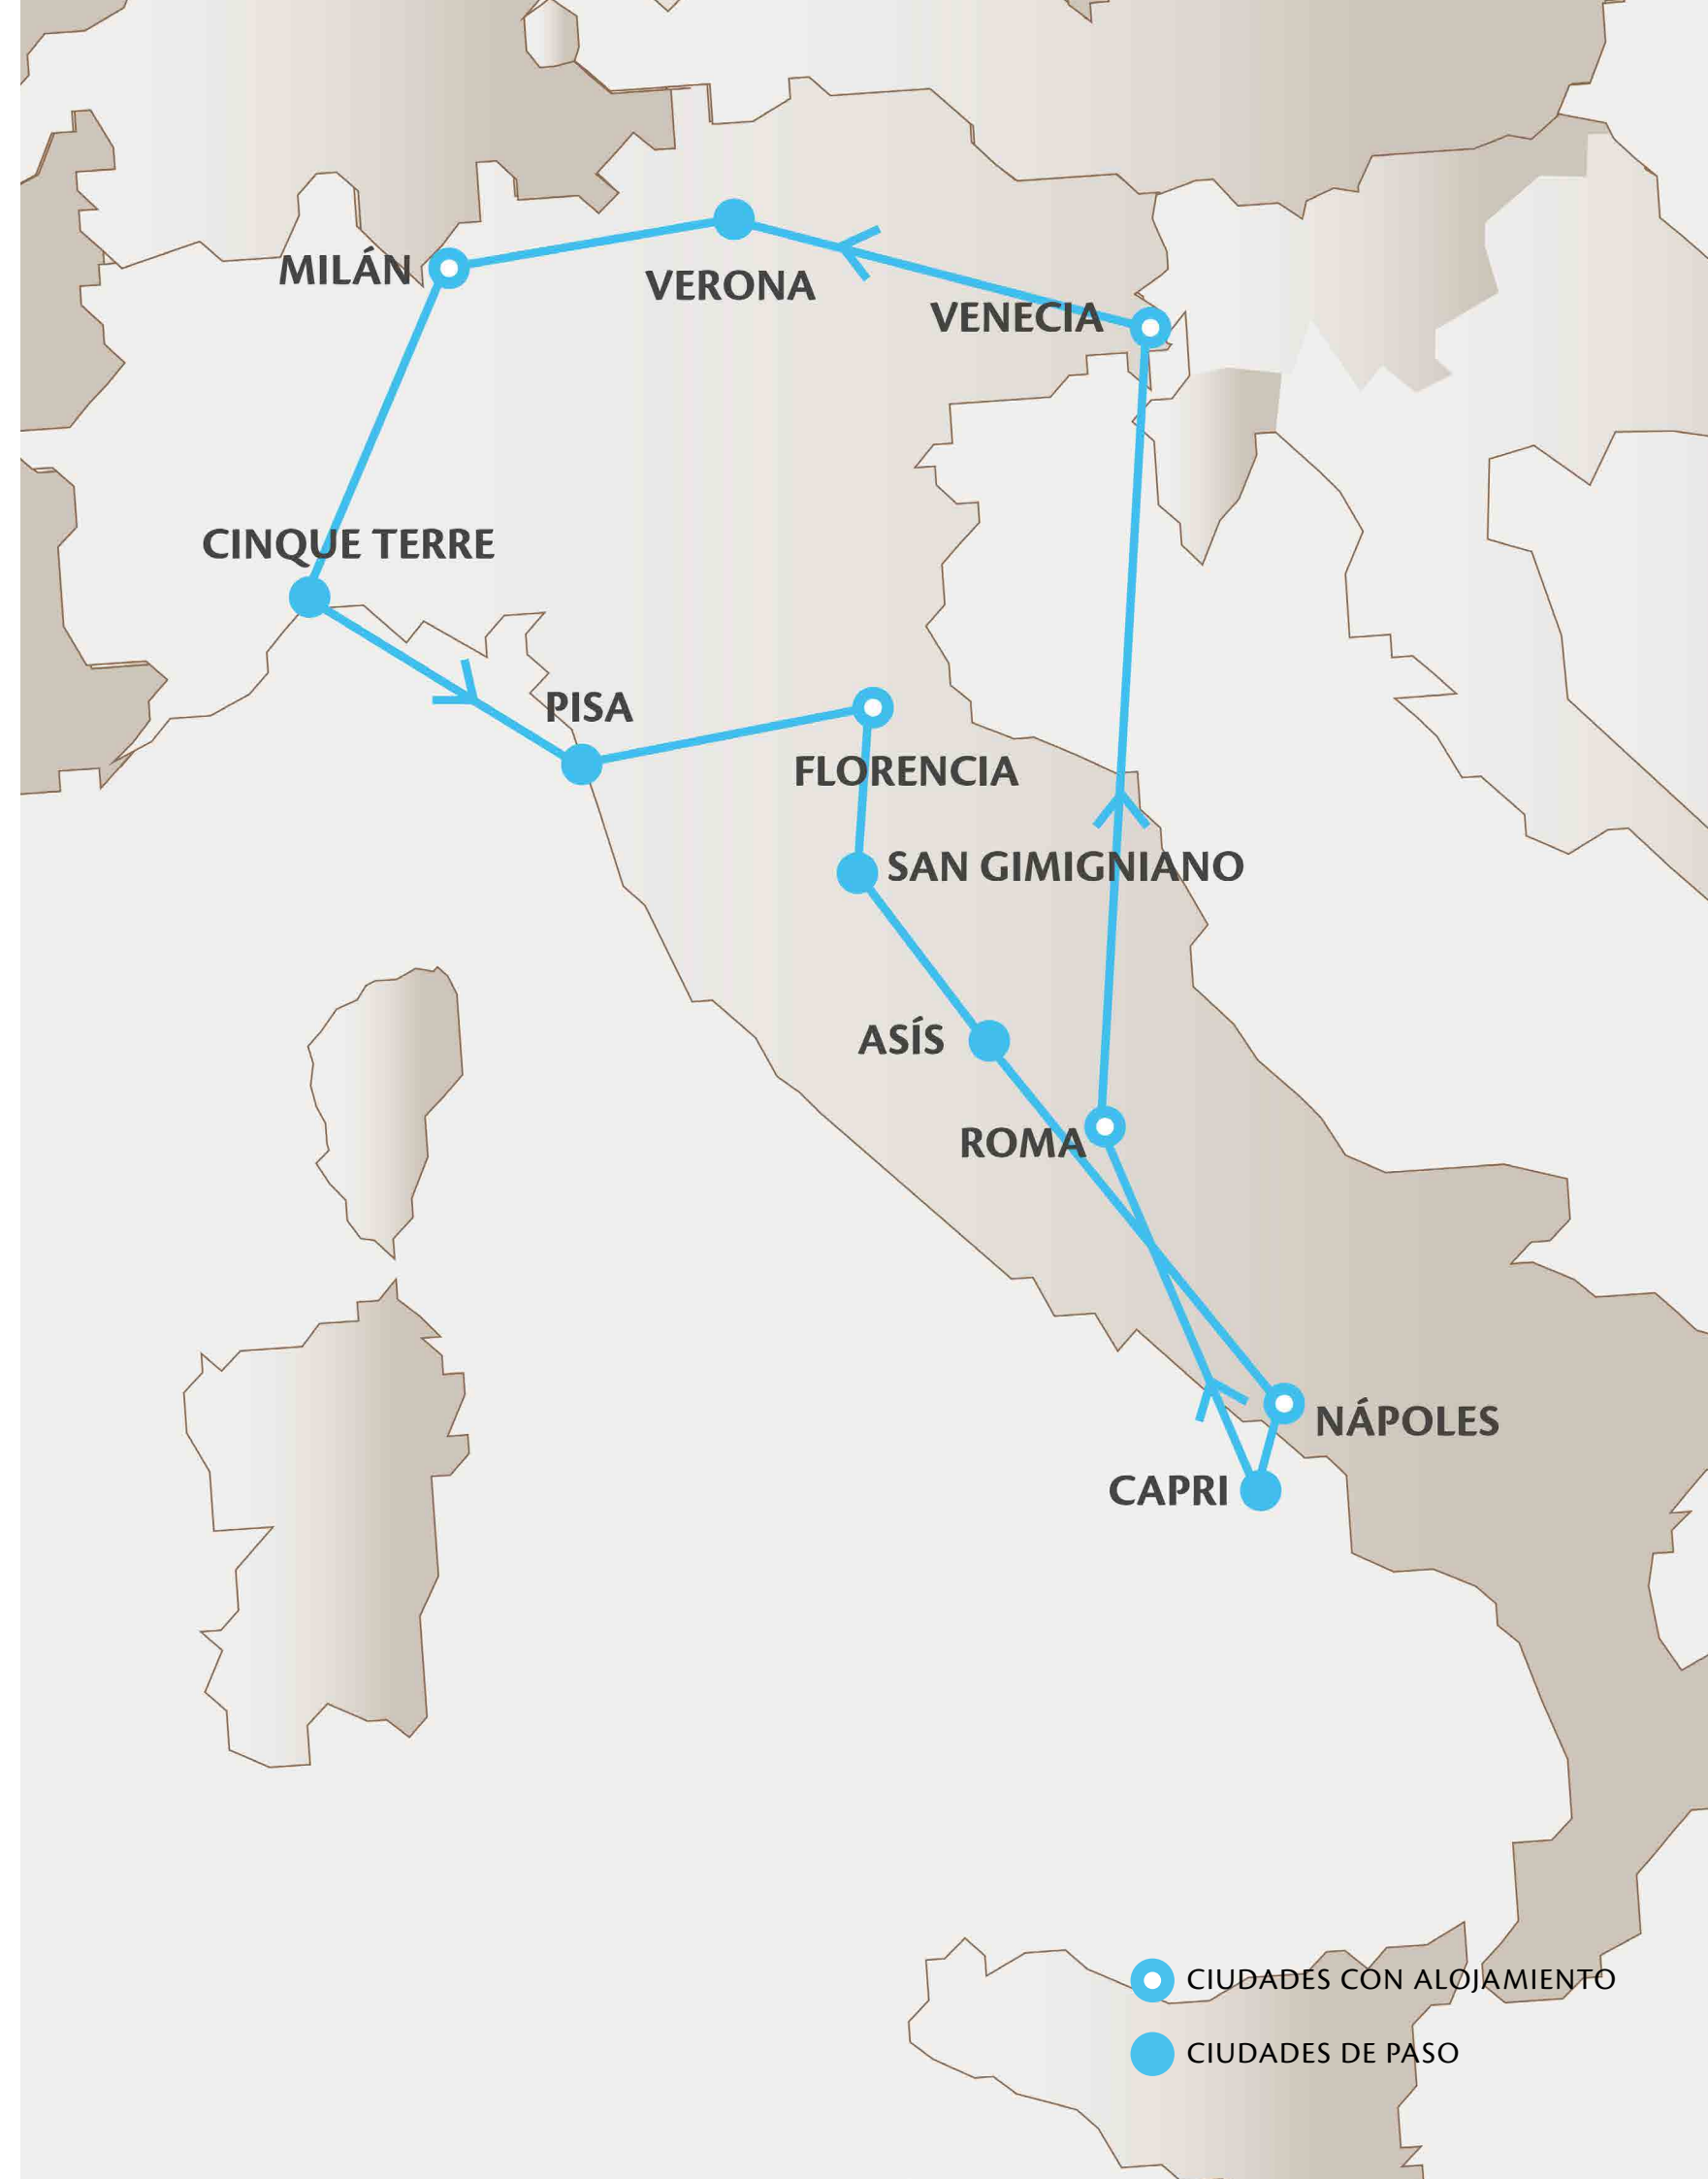 MILÁN
VERONA
VENECIA
CINQUE TERRE
PISA
FLORENCIA
SAN GIMIGNIANO
ASÍS
ROMA
NÁPOLES
CAPRI
CIUDADES CON ALOJAMIENTO
CIUDADES DE PASO